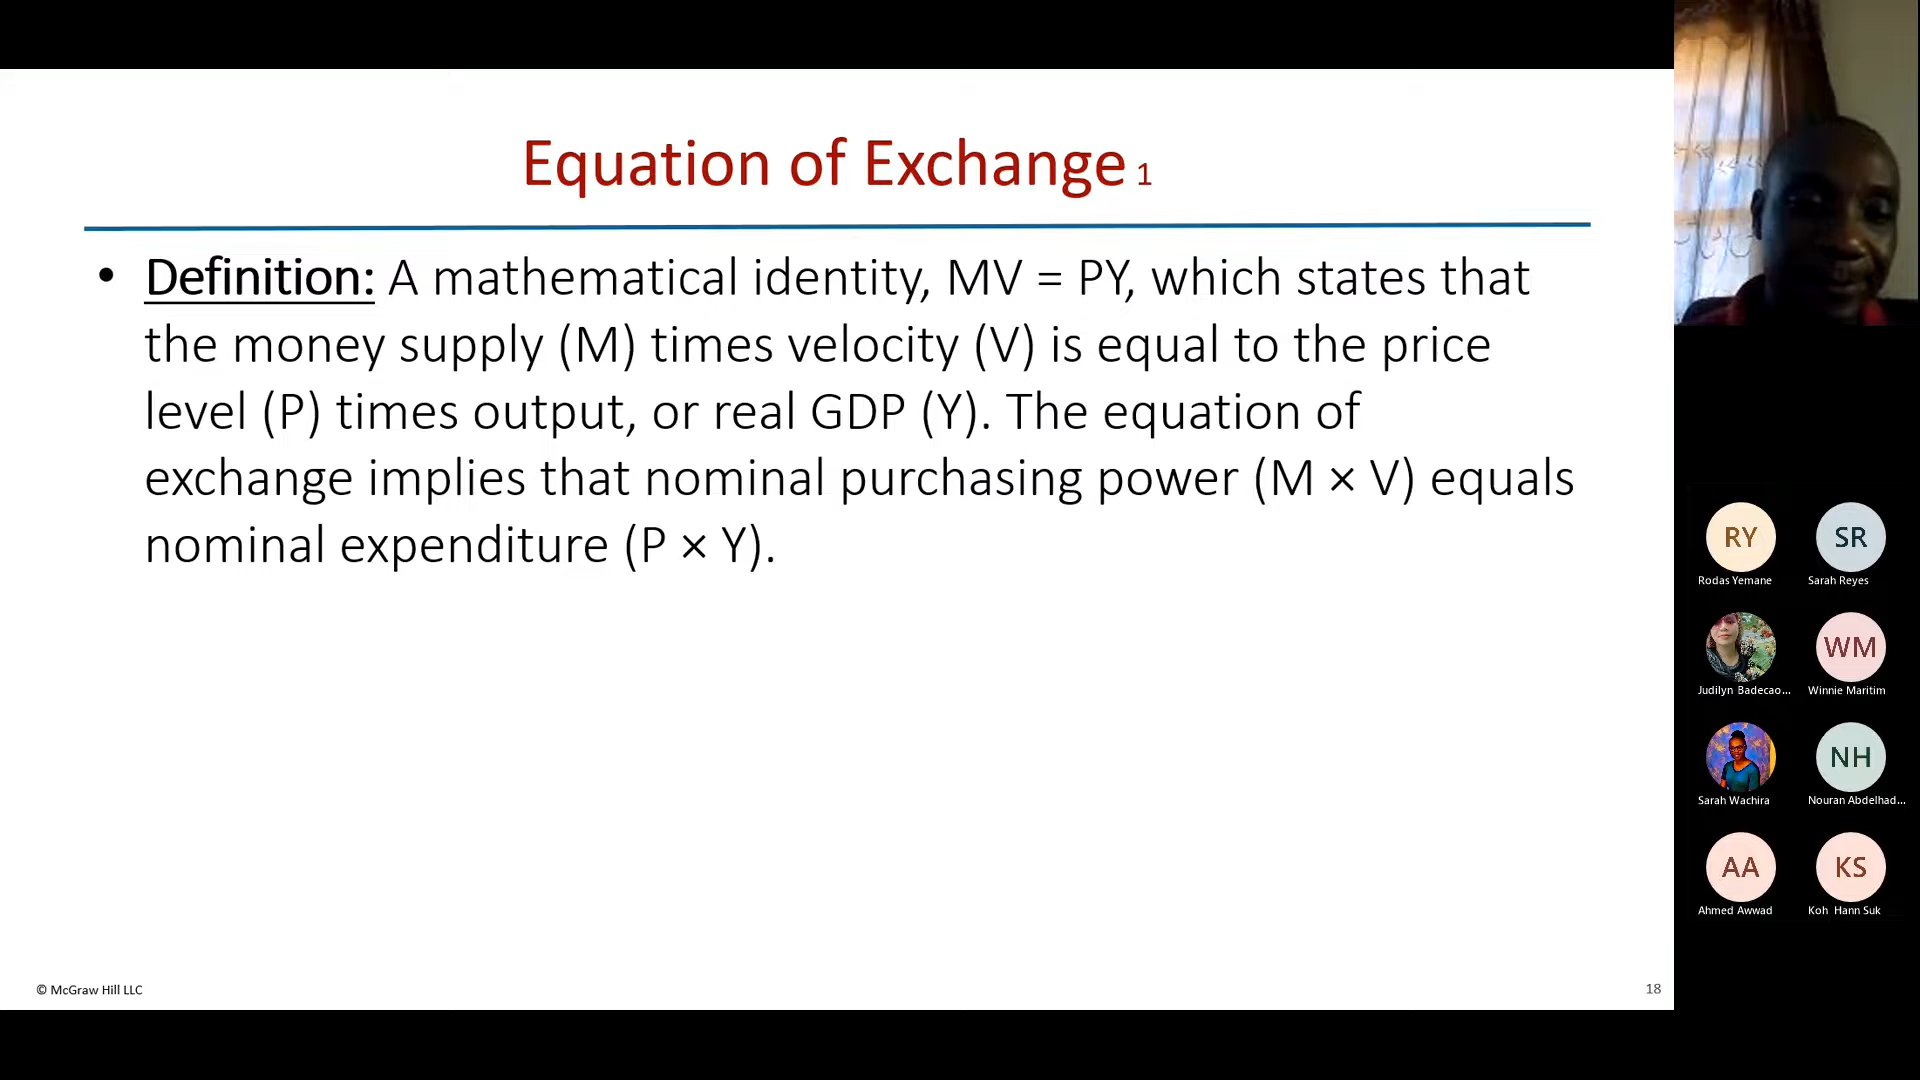 Equation of Exchange 1
• Definition: A mathematical identity, MV = PY, which states that
the money supply (M) times velocity (V) is equal to the price
level (P) times output, or real GDP (Y). The equation of
exchange implies that nominal purchasing power (M × V) equals
nominal expenditure (P × Y).
© McGraw Hill LLC
18
RY
Rodas Yemane
SR
Sarah Reyes
Judilyn Badecao...
WM
Winnie Maritim
Sarah Wachira
NH
Nouran Abdelhad...
AA
Ahmed Awwad
KS
Koh Hann Suk